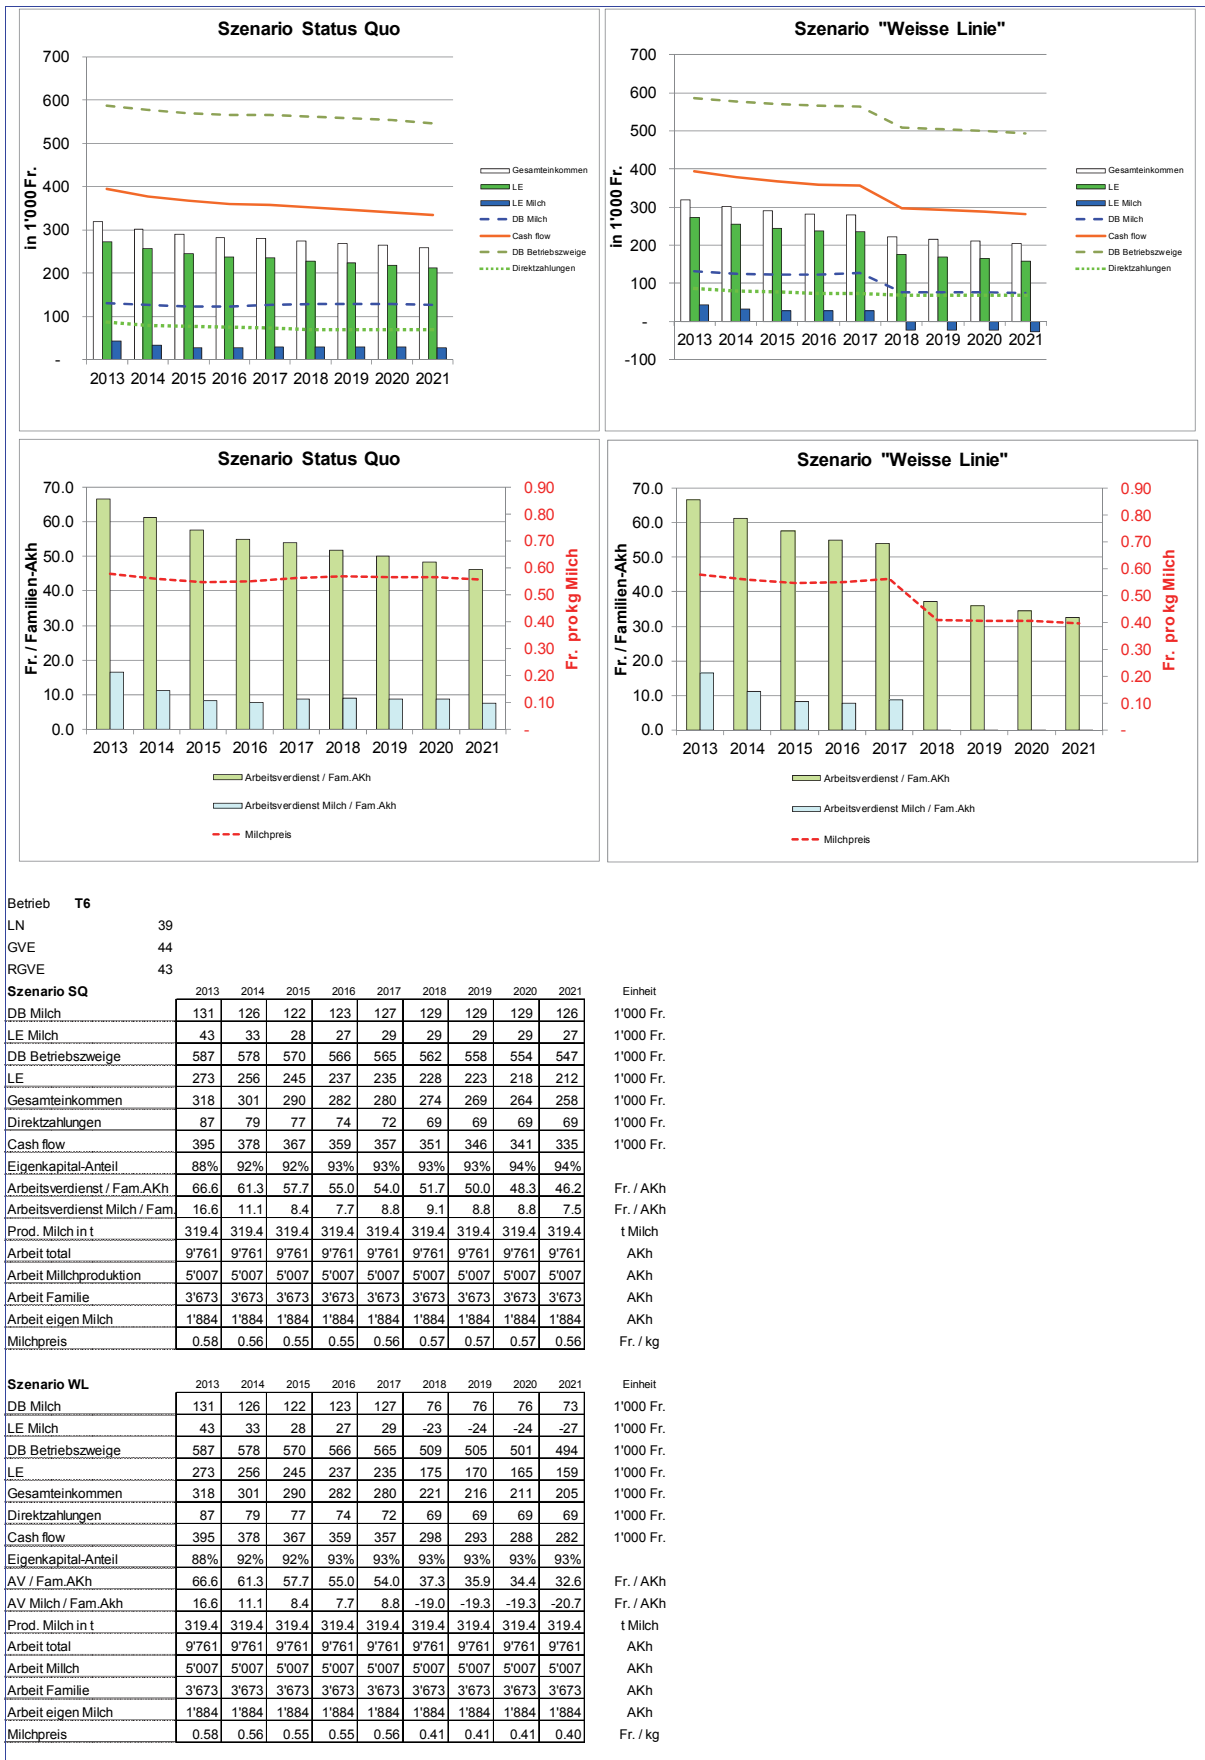 Szenario Status Quo
in 1'000 Fr.
700
600
500
400
300
200
100
-
2013 2014 2015 2016 2017 2018 2019 2020 2021
Gesamteinkommen
LE
LE Milch
DB Milch
Cash flow
DB Betriebszweige
Direktzahlungen
Szenario "Weisse Linie"
in 1'000 Fr.
700
600
500
400
300
200
100
-
-100
2013 2014 2015 2016 2017 2018 2019 2020 2021
Gesamteinkommen
LE
LE Milch
DB Milch
Cash flow
DB Betriebszweige
Direktzahlungen
Szenario Status Quo
Fr. / Familien-Akh
70.0
60.0
50.0
40.0
30.0
20.0
10.0
0.0
0.90
0.80
0.70
0.60
0.50
0.40
0.30
0.20
0.10
-
Fr. pro kg Milch
2013 2014 2015 2016 2017 2018 2019 2020 2021
Arbeitsverdienst / Fam.AKh
Arbeitsverdienst Milch / Fam.Akh
Milchpreis
Szenario "Weisse Linie"
Fr. / Familien-Akh
70.0
60.0
50.0
40.0
30.0
20.0
10.0
0.0
0.90
0.80
0.70
0.60
0.50
0.40
0.30
0.20
0.10
-
Fr. pro kg Milch
2013 2014 2015 2016 2017 2018 2019 2020 2021
Arbeitsverdienst / Fam.AKh
Arbeitsverdienst Milch / Fam.Akh
Milchpreis
Betrieb T6
LN 39
GVE 44
RGVE 43
Szenario SQ 2013 2014 2015 2016 2017 2018 2019 2020 2021 Einheit
DB Milch 131 126 122 123 127 129 129 129 126 1'000 Fr.
LE Milch 43 33 28 27 29 29 29 29 27 1'000 Fr.
DB Betriebszweige 587 578 570 566 565 562 558 554 547 1'000 Fr.
LE 273 256 245 237 235 228 223 218 212 1'000 Fr.
Gesamteinkommen 318 301 290 282 280 274 269 264 258 1'000 Fr.
Direktzahlungen 87 79 77 74 72 69 69 69 69 1'000 Fr.
Cash flow 395 378 367 359 357 351 346 341 335 1'000 Fr.
Eigenkapital-Anteil 88% 92% 92% 93% 93% 93% 93% 94% 94%
Arbeitsverdienst / Fam.AKh 66.6 61.3 57.7 55.0 54.0 51.7 50.0 48.3 46.2 Fr. / AKh
Arbeitsverdienst Milch / Fam. 16.6 11.1 8.4 7.7 8.8 9.1 8.8 8.8 7.5 Fr. / AKh
Prod. Milch in t 319.4 319.4 319.4 319.4 319.4 319.4 319.4 319.4 319.4 t Milch
Arbeit total 9'761 9'761 9'761 9'761 9'761 9'761 9'761 9'761 9'761 AKh
Arbeit Millchproduktion 5'007 5'007 5'007 5'007 5'007 5'007 5'007 5'007 5'007 AKh
Arbeit Familie 3'673 3'673 3'673 3'673 3'673 3'673 3'673 3'673 3'673 AKh
Arbeit eigen Milch 1'884 1'884 1'884 1'884 1'884 1'884 1'884 1'884 1'884 AKh
Milchpreis 0.58 0.56 0.55 0.55 0.56 0.57 0.57 0.57 0.56 Fr. / kg
Szenario WL 2013 2014 2015 2016 2017 2018 2019 2020 2021 Einheit
DB Milch 131 126 122 123 127 76 76 76 73 1'000 Fr.
LE Milch 43 33 28 27 29 -23 -24 -24 -27 1'000 Fr.
DB Betriebszweige 587 578 570 566 565 509 505 501 494 1'000 Fr.
LE 273 256 245 237 235 175 170 165 159 1'000 Fr.
Gesamteinkommen 318 301 290 282 280 221 216 211 205 1'000 Fr.
Direktzahlungen 87 79 77 74 72 69 69 69 69 1'000 Fr.
Cash flow 395 378 367 359 357 298 293 288 282 1'000 Fr.
Eigenkapital-Anteil 88% 92% 92% 93% 93% 93% 93% 93% 93%
AV / Fam.AKh 66.6 61.3 57.7 55.0 54.0 37.3 35.9 34.4 32.6 Fr. / AKh
AV Milch / Fam.Akh 16.6 11.1 8.4 7.7 8.8 -19.0 -19.3 -19.3 -20.7 Fr. / AKh
Prod. Milch in t 319.4 319.4 319.4 319.4 319.4 319.4 319.4 319.4 319.4 t Milch
Arbeit total 9'761 9'761 9'761 9'761 9'761 9'761 9'761 9'761 9'761 AKh
Arbeit Millch 5'007 5'007 5'007 5'007 5'007 5'007 5'007 5'007 5'007 AKh
Arbeit Familie 3'673 3'673 3'673 3'673 3'673 3'673 3'673 3'673 3'673 AKh
Arbeit eigen Milch 1'884 1'884 1'884 1'884 1'884 1'884 1'884 1'884 1'884 AKh
Milchpreis 0.58 0.56 0.55 0.55 0.56 0.41 0.41 0.41 0.40 Fr. / kg